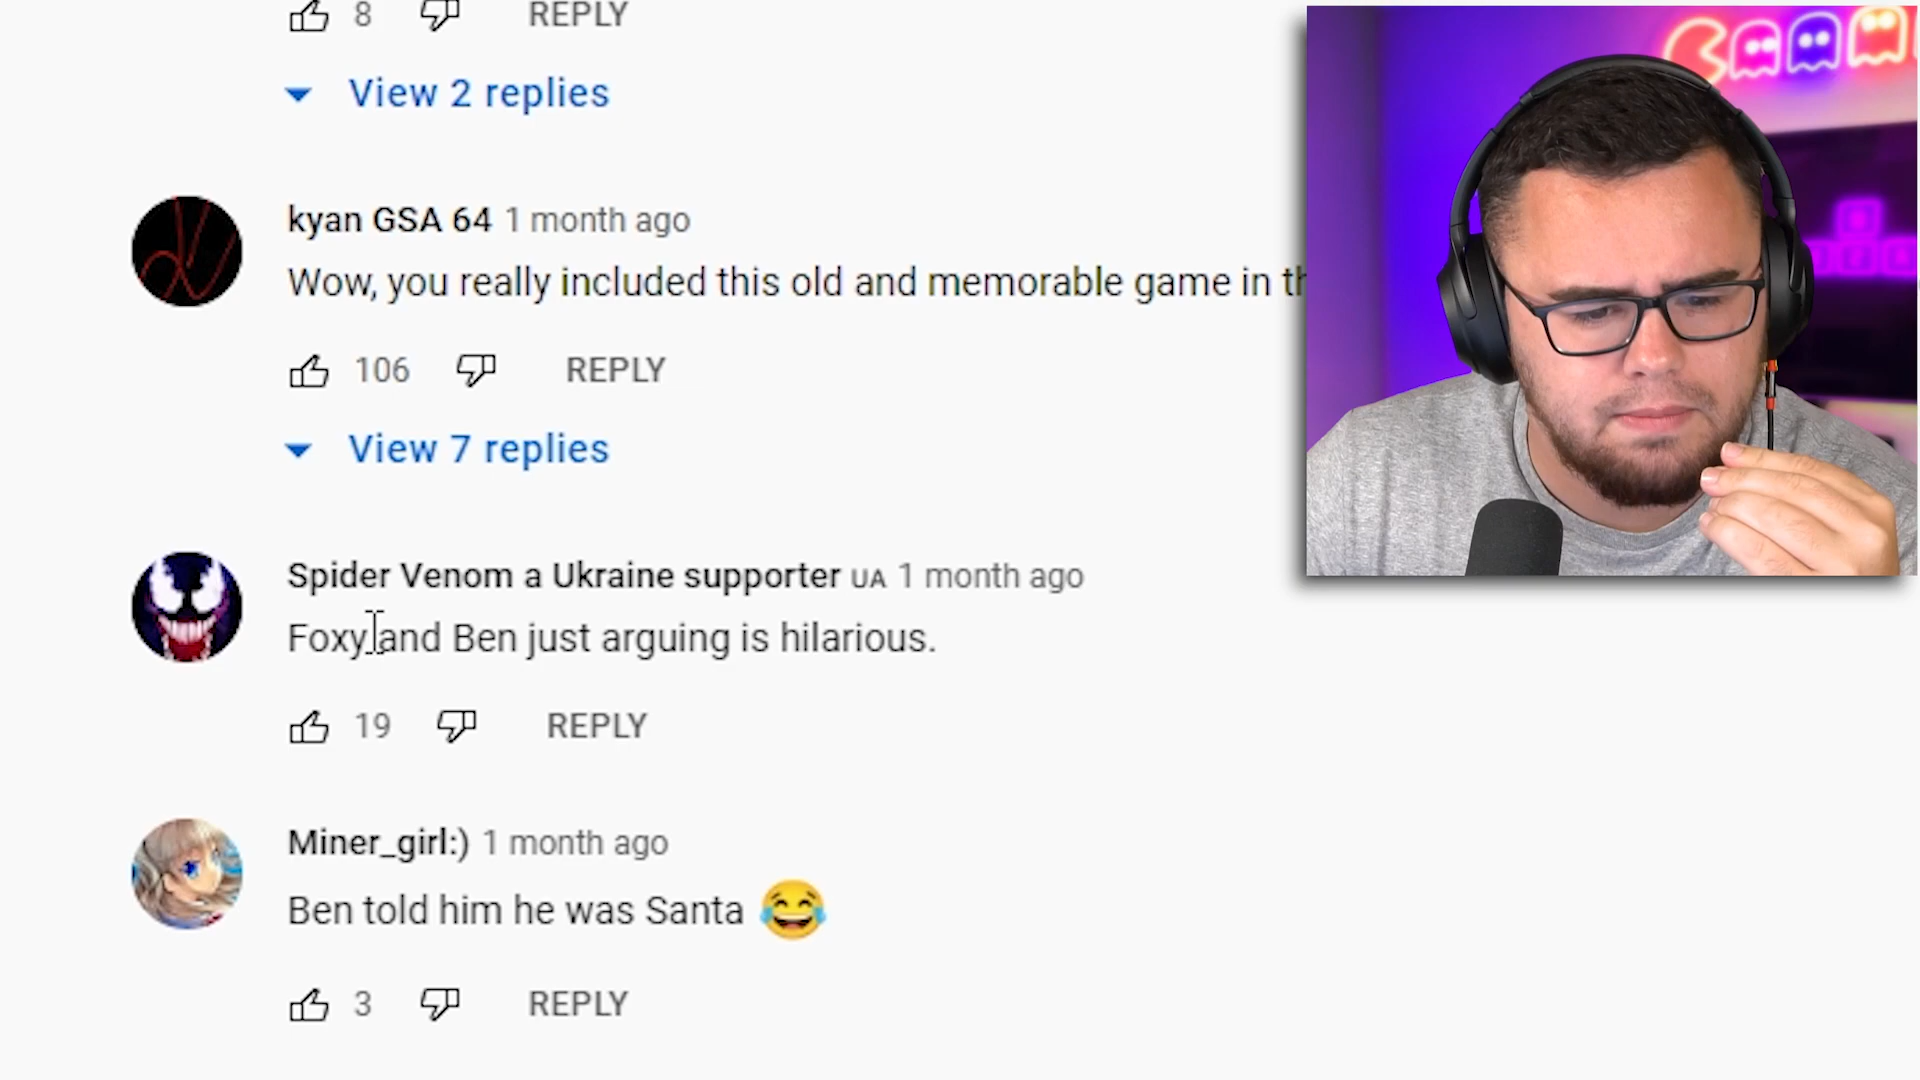 8 REPLY
View 2 replies
kyan GSA 64 1 month ago
Wow, you really included this old and memorable game in
106 REPLY
View 7 replies
Spider Venom a Ukraine supporter UA 1 month ago
Foxy and Ben just arguing is hilarious.
19 REPLY
Miner_girl:) 1 month ago
Ben told him he was Santa 😂
3 REPLY